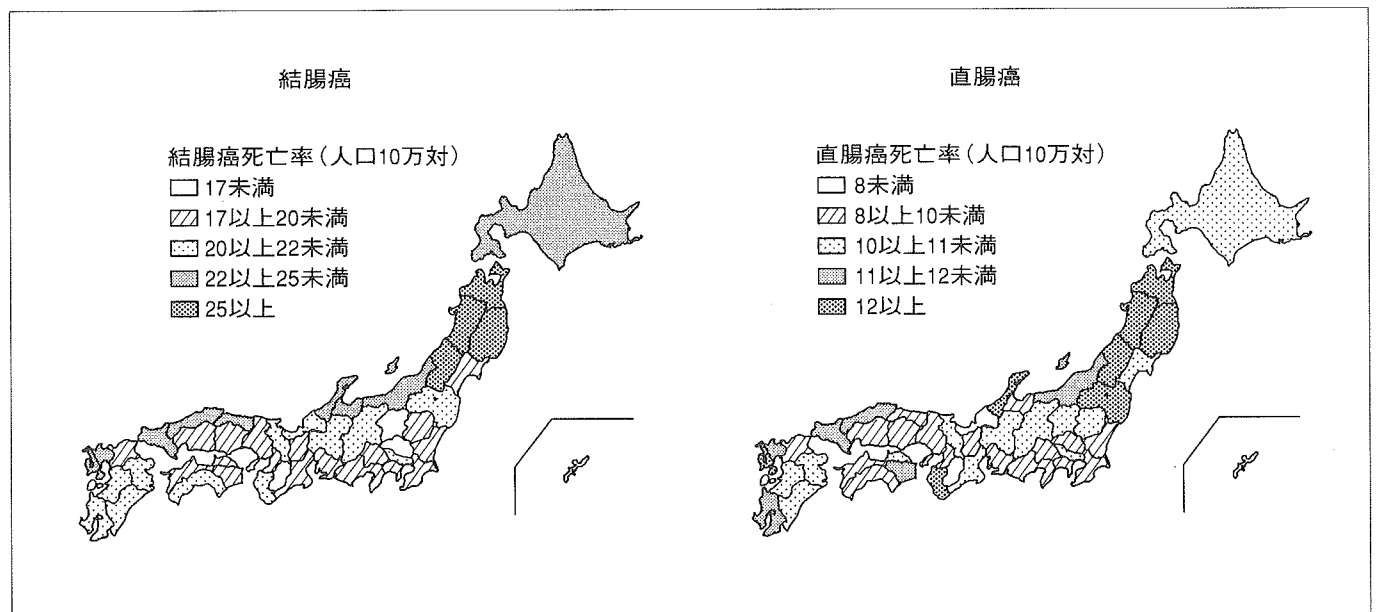 結腸癌
結腸癌死亡率（人口10万対）
17未満
17以上20未満
20以上22未満
22以上25未満
25以上
直腸癌
直腸癌死亡率（人口10万対）
8未満
8以上10未満
10以上11未満
11以上12未満
12以上